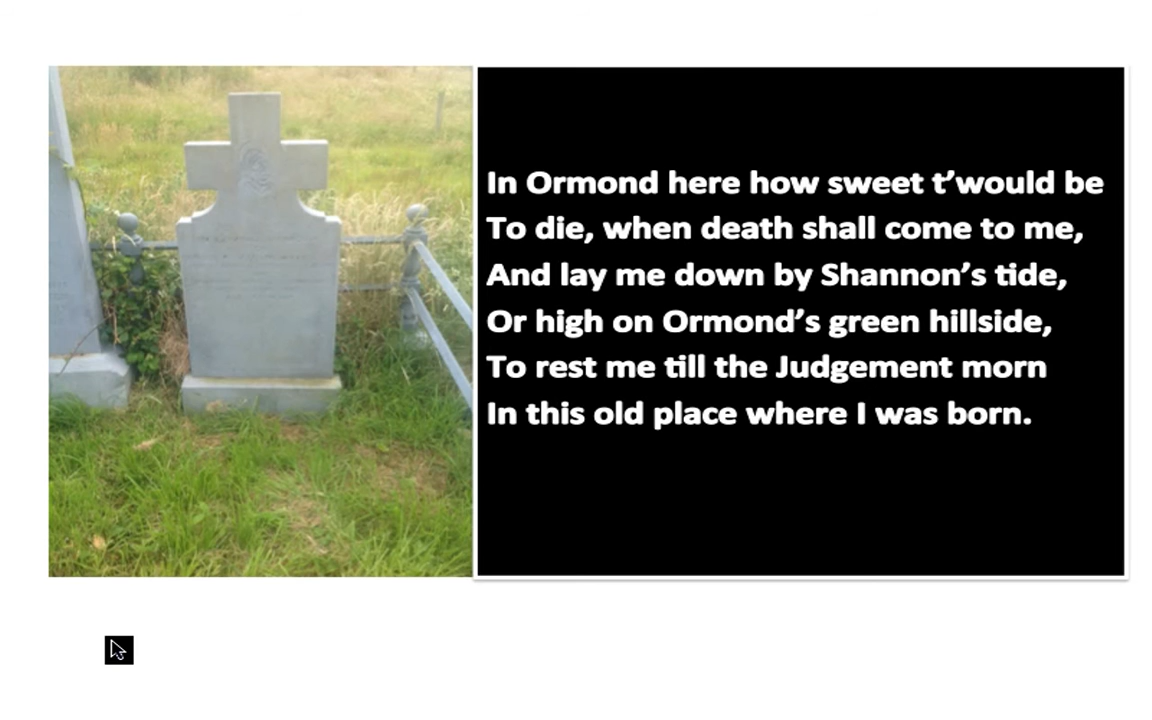 In Ormond here how sweet t’would be
To die, when death shall come to me,
And lay me down by Shannon’s tide,
Or high on Ormond’s green hillside,
To rest me till the Judgement morn
In this old place where I was born.